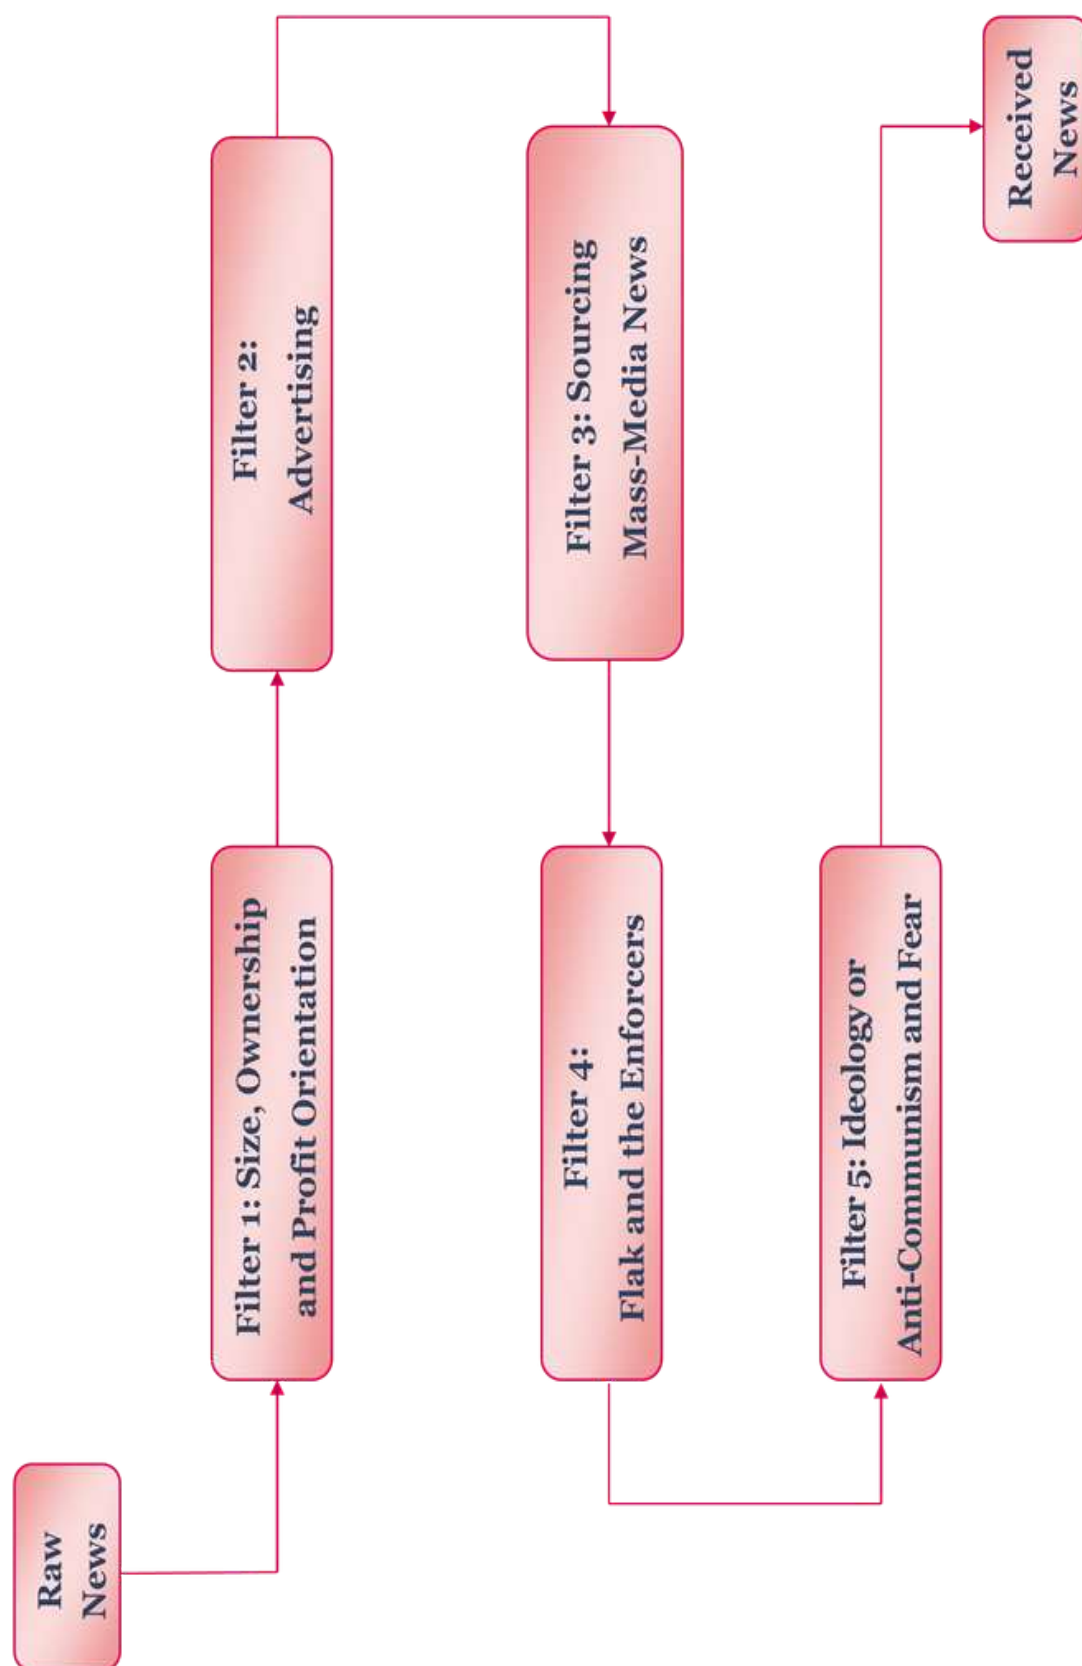 Raw
News
Filter 1: Size, Ownership
and Profit Orientation
Filter 2:
Advertising
Filter 3: Sourcing
Mass-Media News
Filter 4:
Flak and the Enforcers
Filter 5: Ideology or
Anti-Communism and Fear
Received
News